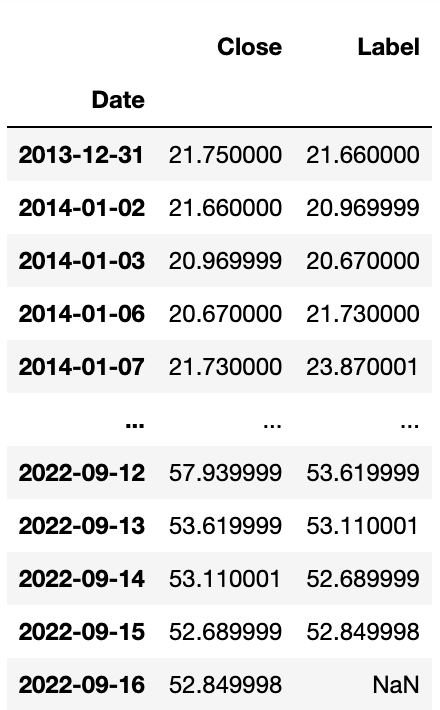 Close Label
Date
2013-12-31 21.750000 21.660000
2014-01-02 21.660000 20.969999
2014-01-03 20.969999 20.670000
2014-01-06 20.670000 21.730000
2014-01-07 21.730000 23.870001
... ... ...
2022-09-12 57.939999 53.619999
2022-09-13 53.619999 53.110001
2022-09-14 53.110001 52.689999
2022-09-15 52.689999 52.849998
2022-09-16 52.849998 NaN